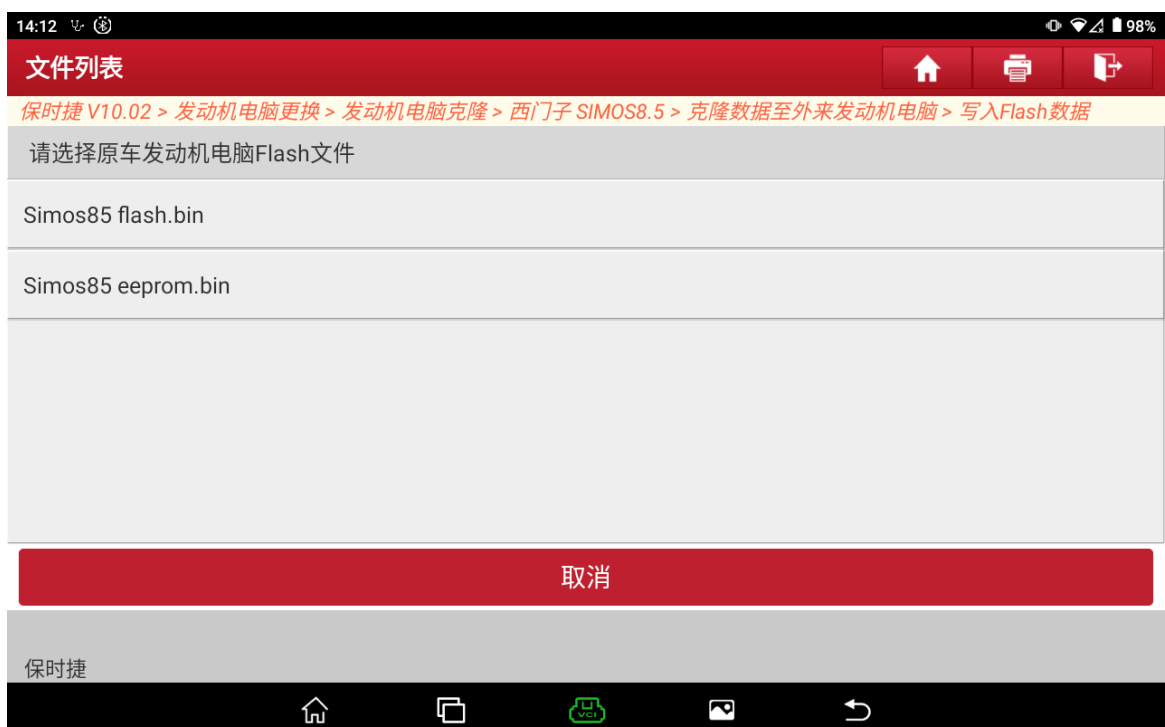 14:12
98%
文件列表
保时捷 V10.02 > 发动机电脑更换 > 发动机电脑克隆 > 西门子 SIMOS8.5 > 克隆数据至外来发动机电脑 > 写入Flash数据
请选择原车发动机电脑Flash文件
Simos85 flash.bin
Simos85 eeprom.bin
取消
保时捷
VCI